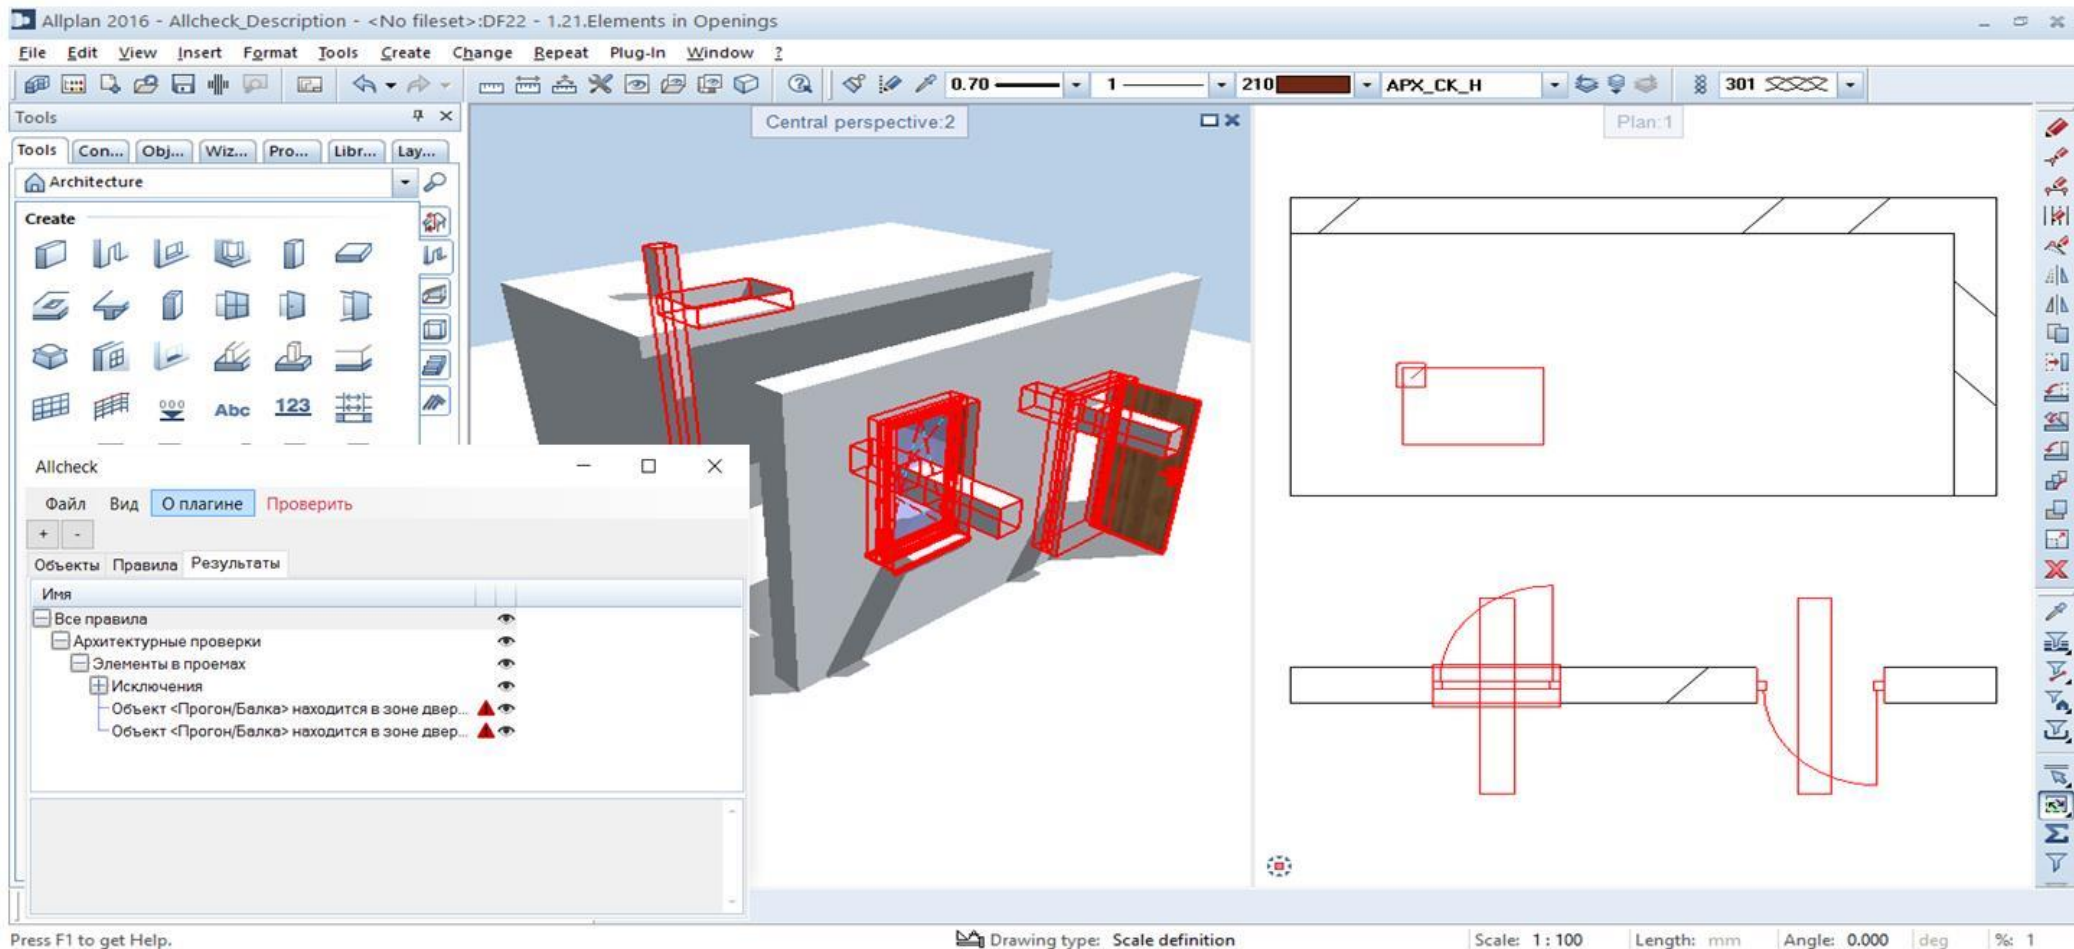 Allplan 2016 - Allcheck_Description - <No fileset>:DF22 - 1.21.Elements in Openings
File Edit View Insert Format Tools Create Change Repeat Plug-In Window ?
0.70 1 210 APX_CK_H 301
Tools
Tools Con... Obj... Wiz... Pro... Libr... Lay...
Architecture
Create
Abc 123
Central perspective:2
Plan:1
Allcheck
Файл Вид О плагине Проверить
+ -
Объекты Правила Результаты
Имя
Все правила
Архитектурные проверки
Элементы в проемах
Исключения
Объект <Прогон/Балка> находится в зоне двер...
Объект <Прогон/Балка> находится в зоне двер...
Press F1 to get Help. Drawing type: Scale definition Scale: 1 : 100 Length: mm Angle: 0.000 deg %: 1